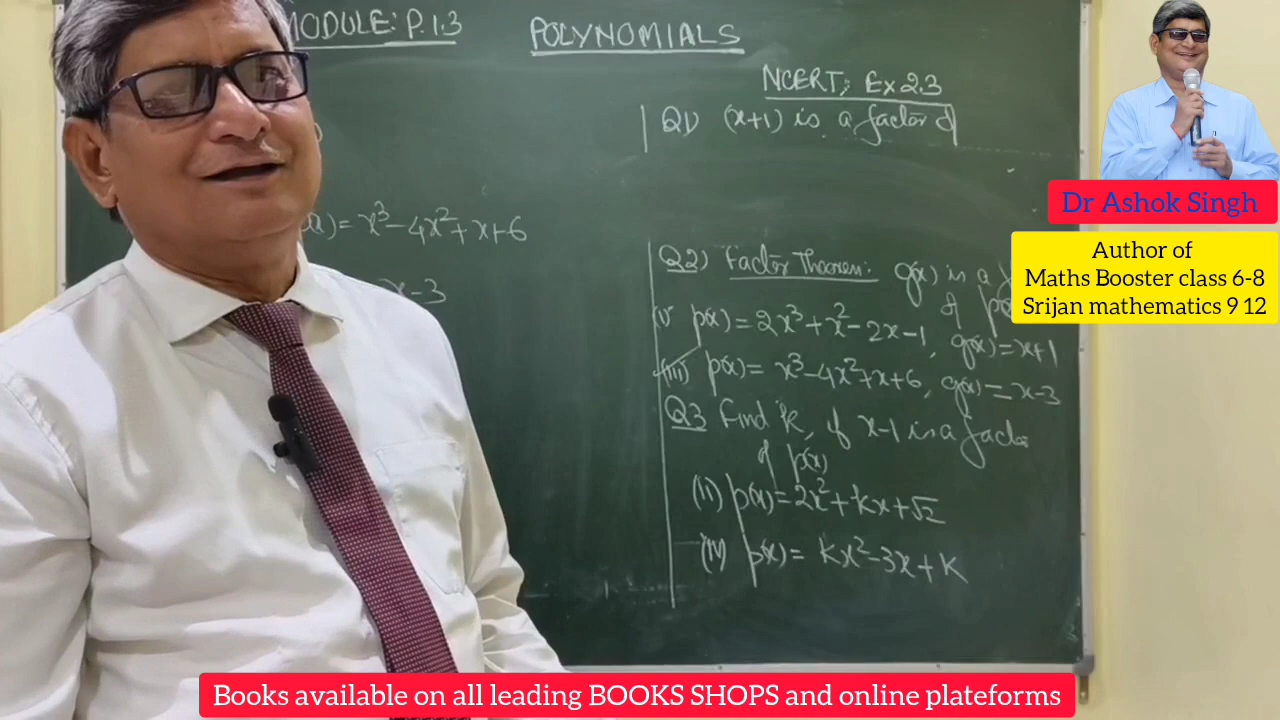 MODULE: P.1.3
POLYNOMIALS
NCERT; Ex 2.3
Q1) (x+1) is a factor of
= x³-4x²+x+6
x-3
Q2) Factor Theorem: g(x) is a
of
(i) p(x) = 2x³+x²-2x-1, g(x)=x+1
(iii) p(x) = x³-4x²+x+6, g(x) = x-3
Q3 Find k, if x-1 is a factor
of p(x)
(ii) p(x) = 2x²+kx+√2
(iv) p(x) = kx²-3x+k
Dr Ashok Singh
Author of
Maths Booster class 6-8
Srijan mathematics 9 12
Books available on all leading BOOKS SHOPS and online plateforms